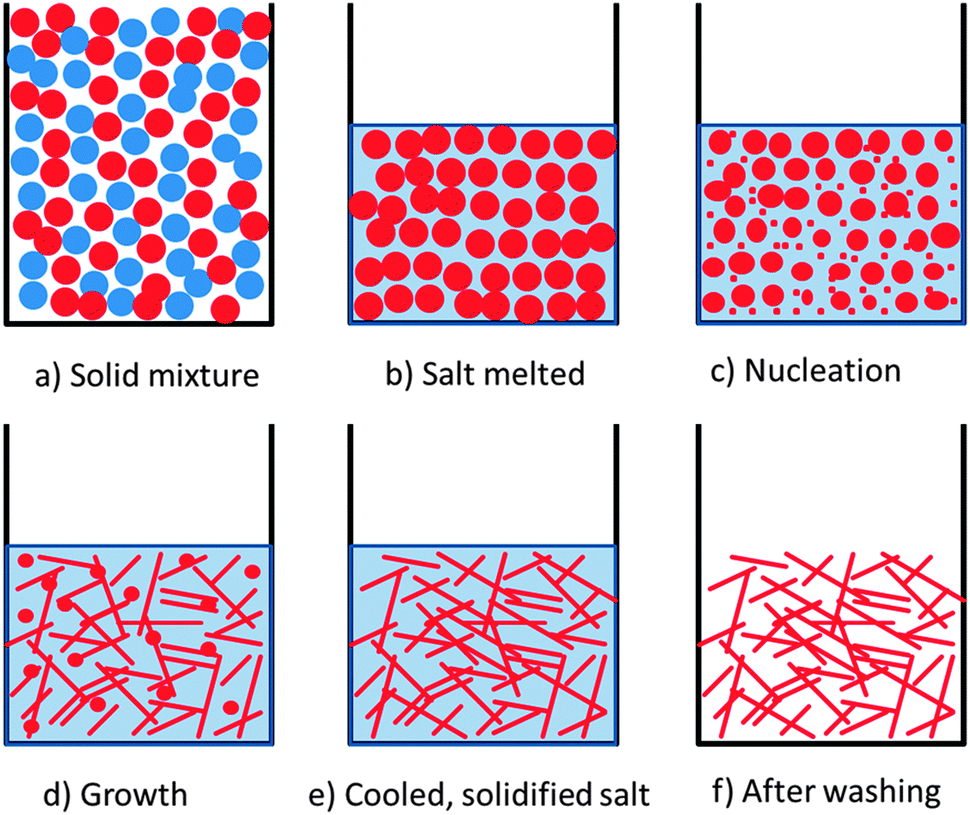 a) Solid mixture
b) Salt melted
c) Nucleation
d) Growth
e) Cooled, solidified salt
f) After washing